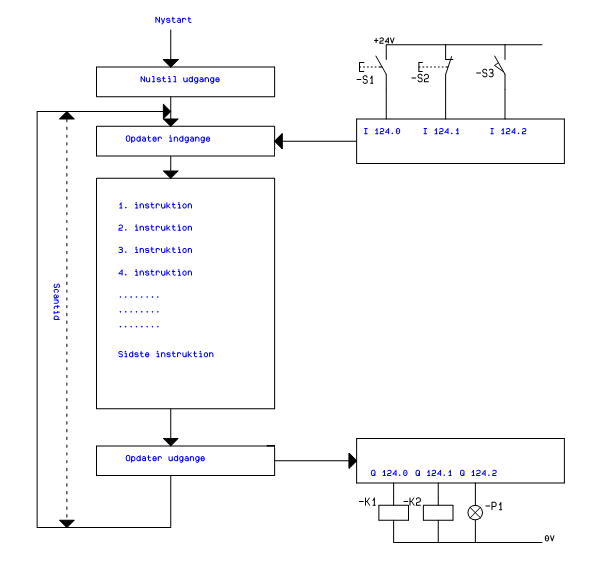 Nystart
+24V
-S1
-S2
-S3
Nulstil udgange
I 124.0
I 124.1
I 124.2
Opdater indgange
1. instruktion
2. instruktion
3. instruktion
4. instruktion
........
........
........
Sidste instruktion
Scantid
Opdater udgange
Q 124.0
Q 124.1
Q 124.2
-K1
-K2
-P1
0V